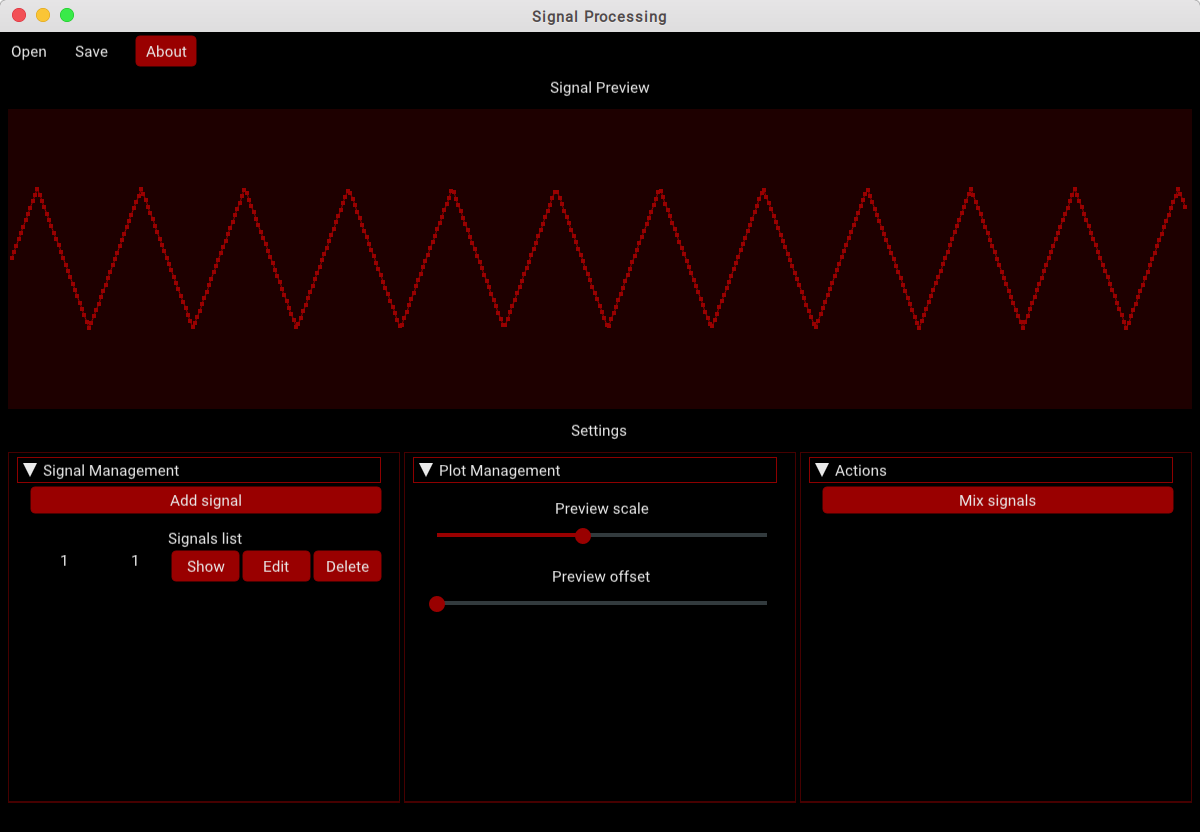 Signal Processing
Open Save About
Signal Preview
Settings
Signal Management
Add signal
Signals list
1 1 Show Edit Delete
Plot Management
Preview scale
Preview offset
Actions
Mix signals